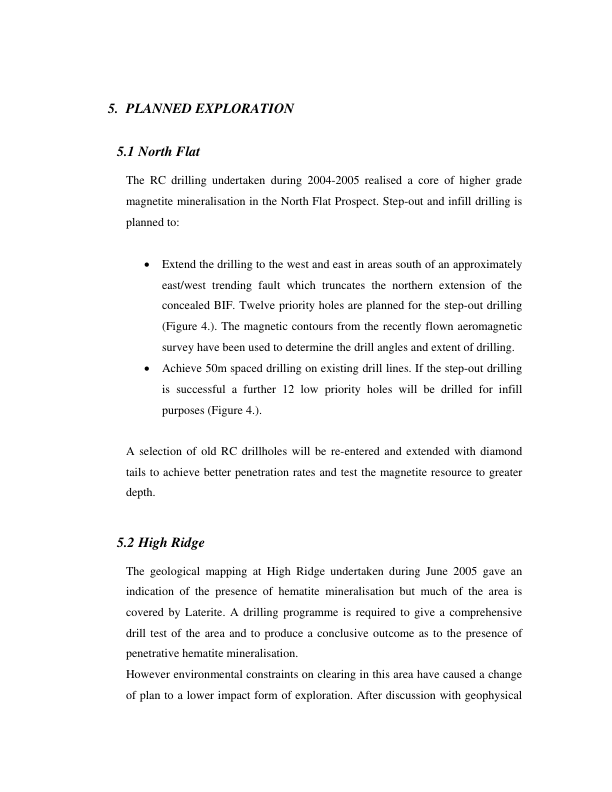 5. PLANNED EXPLORATION
5.1 North Flat
The RC drilling undertaken during 2004-2005 realised a core of higher grade
magnetite mineralisation in the North Flat Prospect. Step-out and infill drilling is
planned to:
• Extend the drilling to the west and east in areas south of an approximately
east/west trending fault which truncates the northern extension of the
concealed BIF. Twelve priority holes are planned for the step-out drilling
(Figure 4.). The magnetic contours from the recently flown aeromagnetic
survey have been used to determine the drill angles and extent of drilling.
• Achieve 50m spaced drilling on existing drill lines. If the step-out drilling
is successful a further 12 low priority holes will be drilled for infill
purposes (Figure 4.).
A selection of old RC drillholes will be re-entered and extended with diamond
tails to achieve better penetration rates and test the magnetite resource to greater
depth.
5.2 High Ridge
The geological mapping at High Ridge undertaken during June 2005 gave an
indication of the presence of hematite mineralisation but much of the area is
covered by Laterite. A drilling programme is required to give a comprehensive
drill test of the area and to produce a conclusive outcome as to the presence of
penetrative hematite mineralisation.
However environmental constraints on clearing in this area have caused a change
of plan to a lower impact form of exploration. After discussion with geophysical